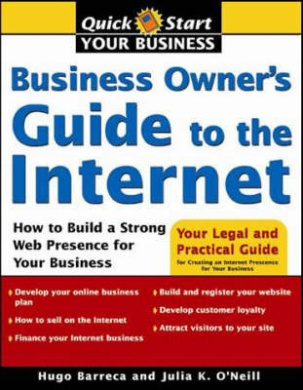 Quick Start
YOUR BUSINESS
Business Owner's
Guide to the
Internet
How to Build a Strong
Web Presence for
Your Business
Your Legal and
Practical Guide
for Creating an Internet Prescence
for Your Business
Develop your online business
plan
How to sell on the Internet
Finance your Internet business
Build and register your website
Develop customer loyalty
Attract visitors to your site
Hugo Barreca and Julia K. O'Neill